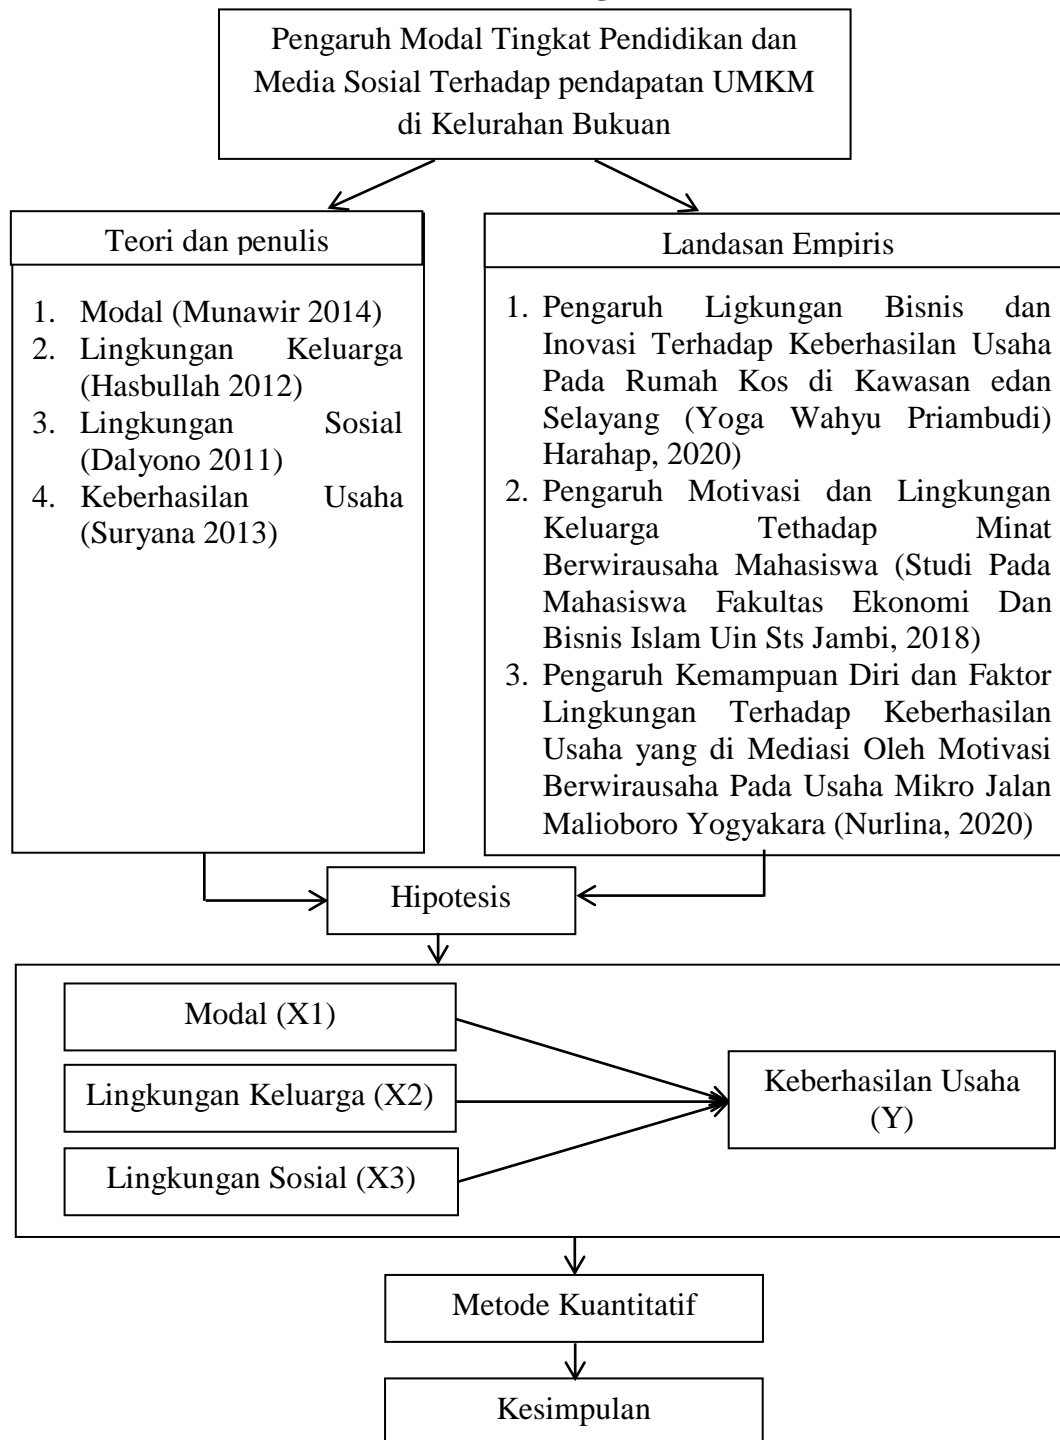 Pengaruh Modal Tingkat Pendidikan dan
Media Sosial Terhadap pendapatan UMKM
di Kelurahan Bukuan
Teori dan penulis
1. Modal (Munawir 2014)
2. Lingkungan Keluarga
(Hasbullah 2012)
3. Lingkungan Sosial
(Dalyono 2011)
4. Keberhasilan Usaha
(Suryana 2013)
Landasan Empiris
1. Pengaruh Ligkungan Bisnis dan
Inovasi Terhadap Keberhasilan Usaha
Pada Rumah Kos di Kawasan edan
Selayang (Yoga Wahyu Priambudi)
Harahap, 2020)
2. Pengaruh Motivasi dan Lingkungan
Keluarga Tethadap Minat
Berwirausaha Mahasiswa (Studi Pada
Mahasiswa Fakultas Ekonomi Dan
Bisnis Islam Uin Sts Jambi, 2018)
3. Pengaruh Kemampuan Diri dan Faktor
Lingkungan Terhadap Keberhasilan
Usaha yang di Mediasi Oleh Motivasi
Berwirausaha Pada Usaha Mikro Jalan
Malioboro Yogyakara (Nurlina, 2020)
Hipotesis
Modal (X1)
Lingkungan Keluarga (X2)
Lingkungan Sosial (X3)
Keberhasilan Usaha
(Y)
Metode Kuantitatif
Kesimpulan